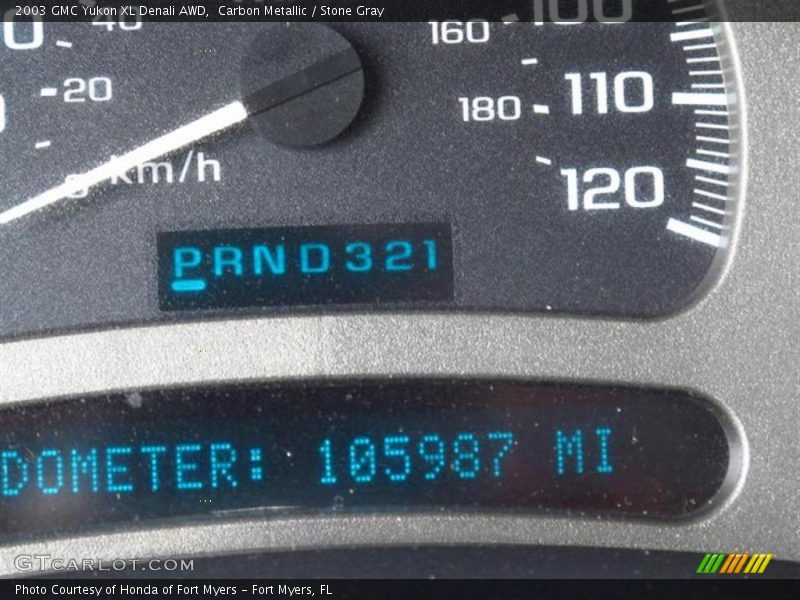 2003 GMC Yukon XL Denali AWD,  Carbon Metallic / Stone Gray
40 160 100
20 180 110
km/h 120
PRND321
DOMETER: 105987 MI
GTCARLOT.COM
Photo Courtesy of Honda of Fort Myers - Fort Myers, FL